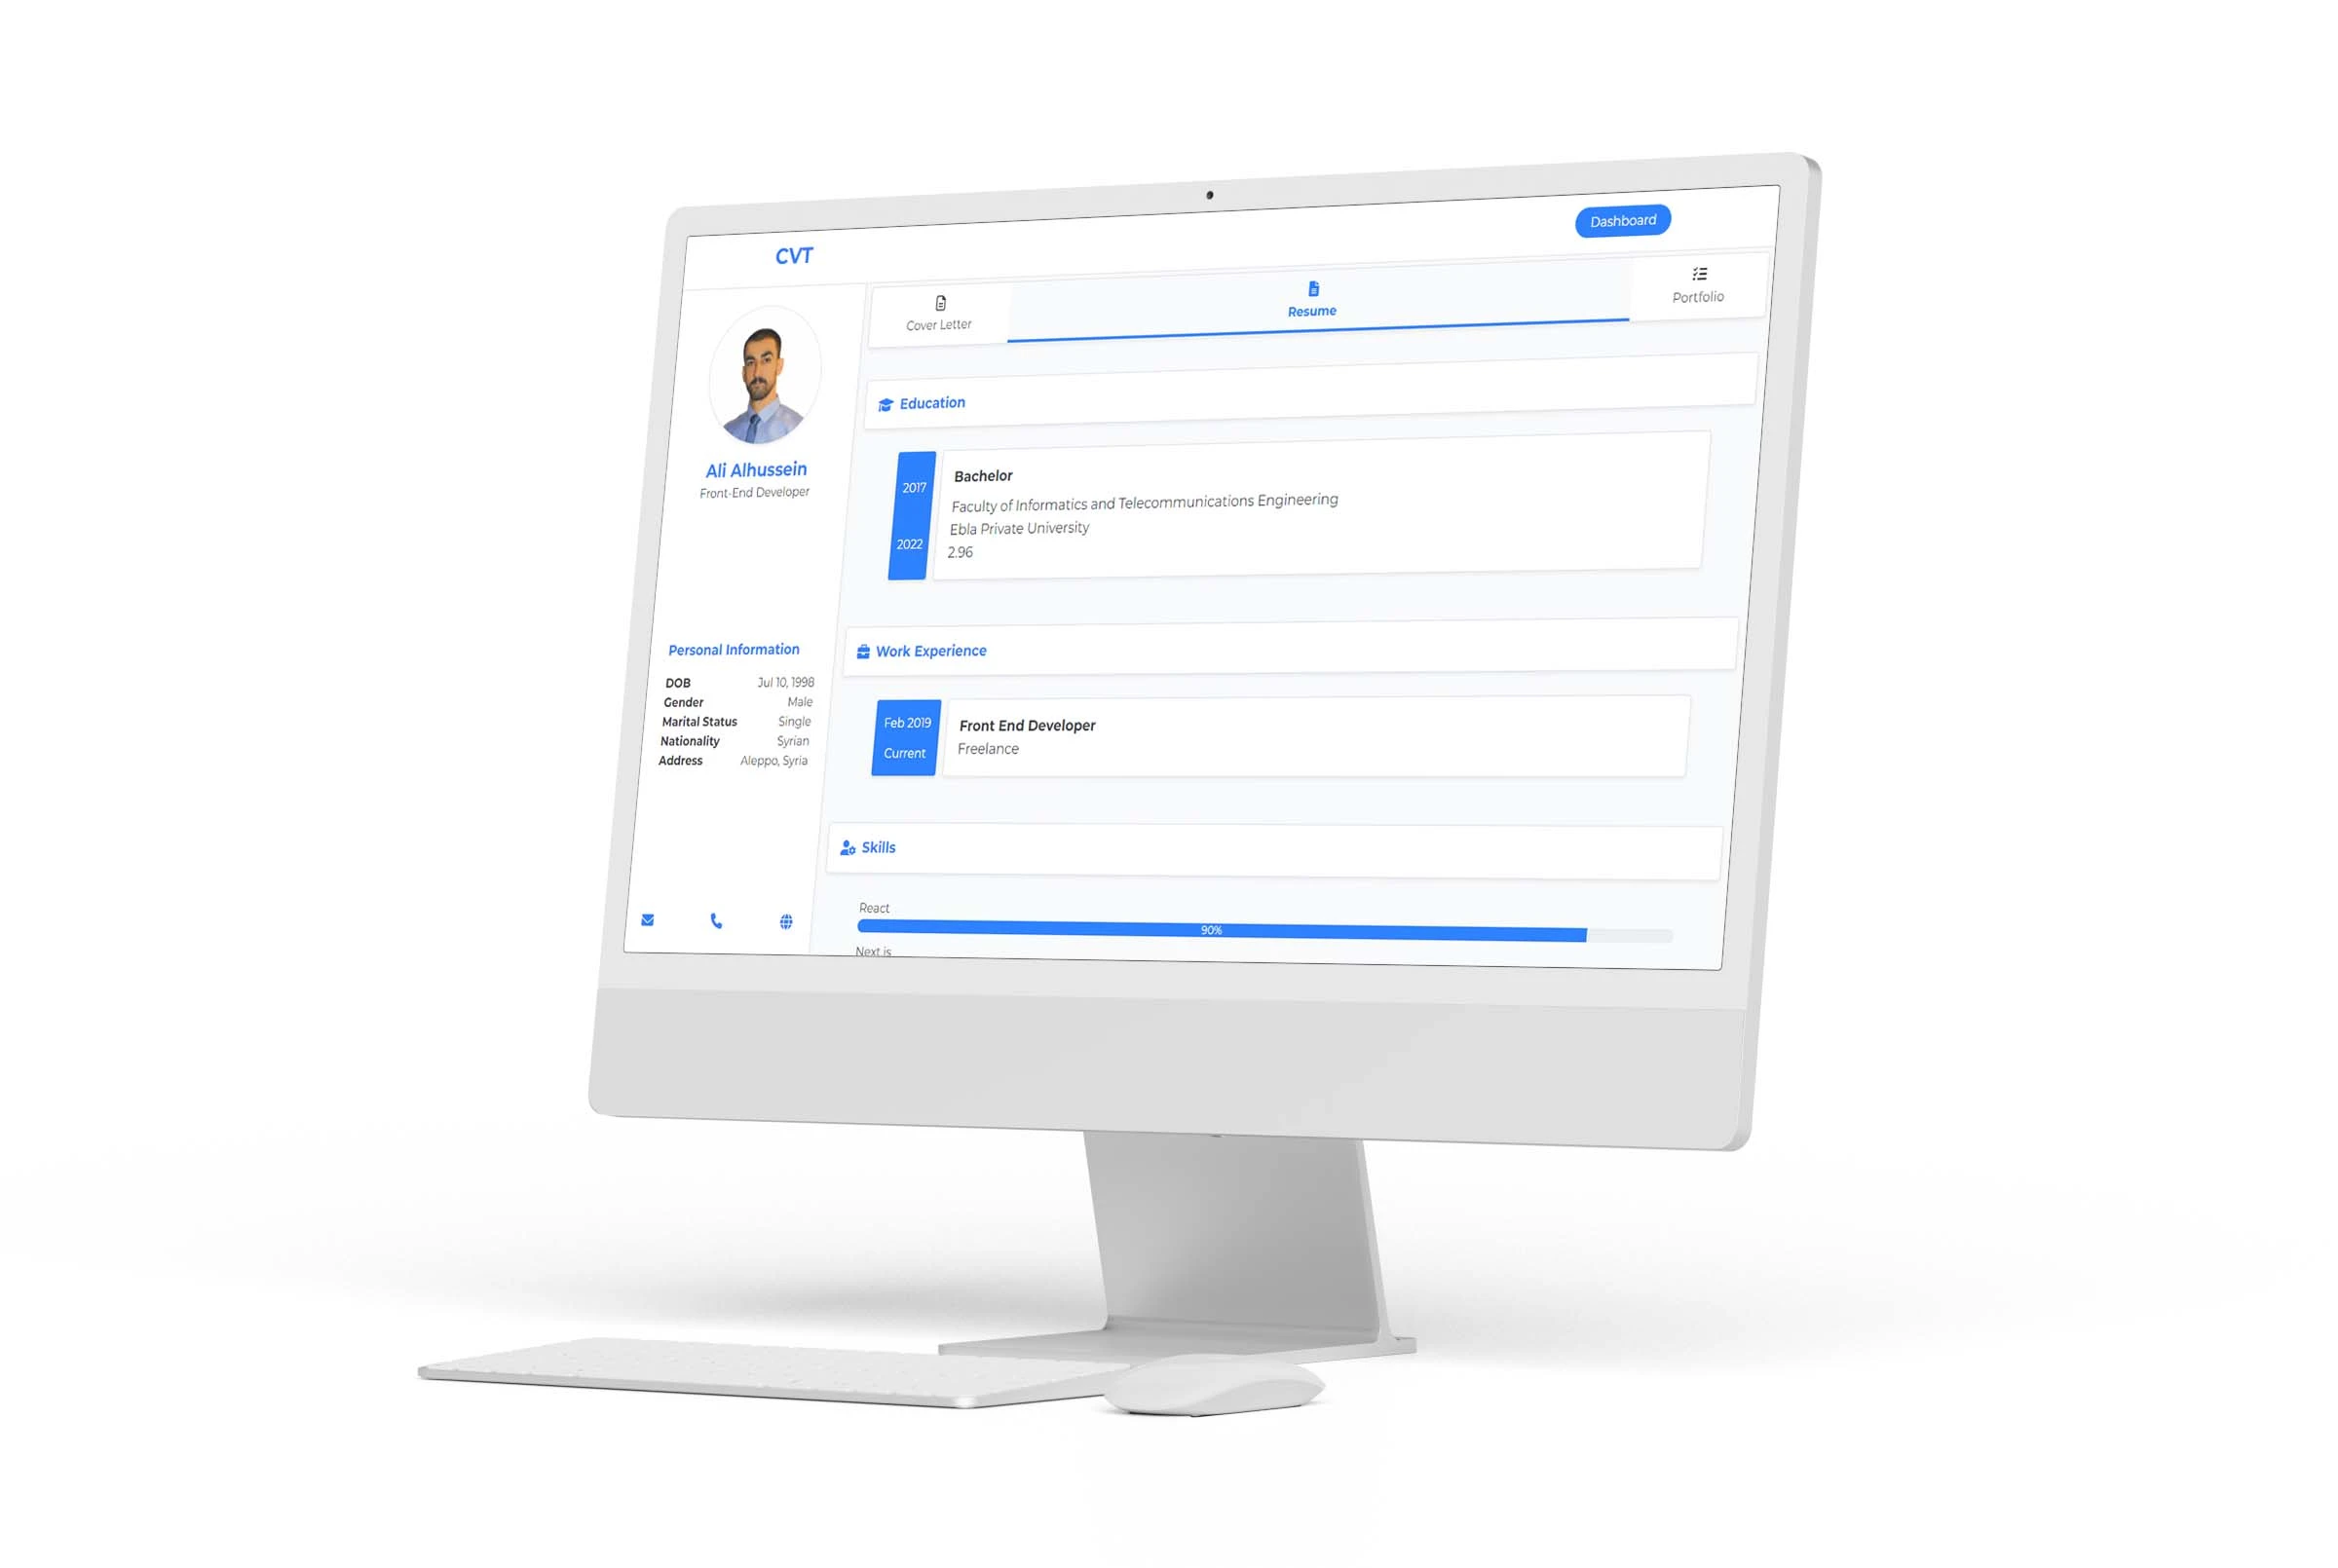 CVT
Dashboard
Cover Letter
Resume
Portfolio
Ali Alhussein
Front-End Developer
Personal Information
DOB Jul 10, 1998
Gender Male
Marital Status Single
Nationality Syrian
Address Aleppo, Syria
Education
2017
2022
Bachelor
Faculty of Informatics and Telecommunications Engineering
Ebla Private University
2.96
Work Experience
Feb 2019
Current
Front End Developer
Freelance
Skills
React
90%
Next js